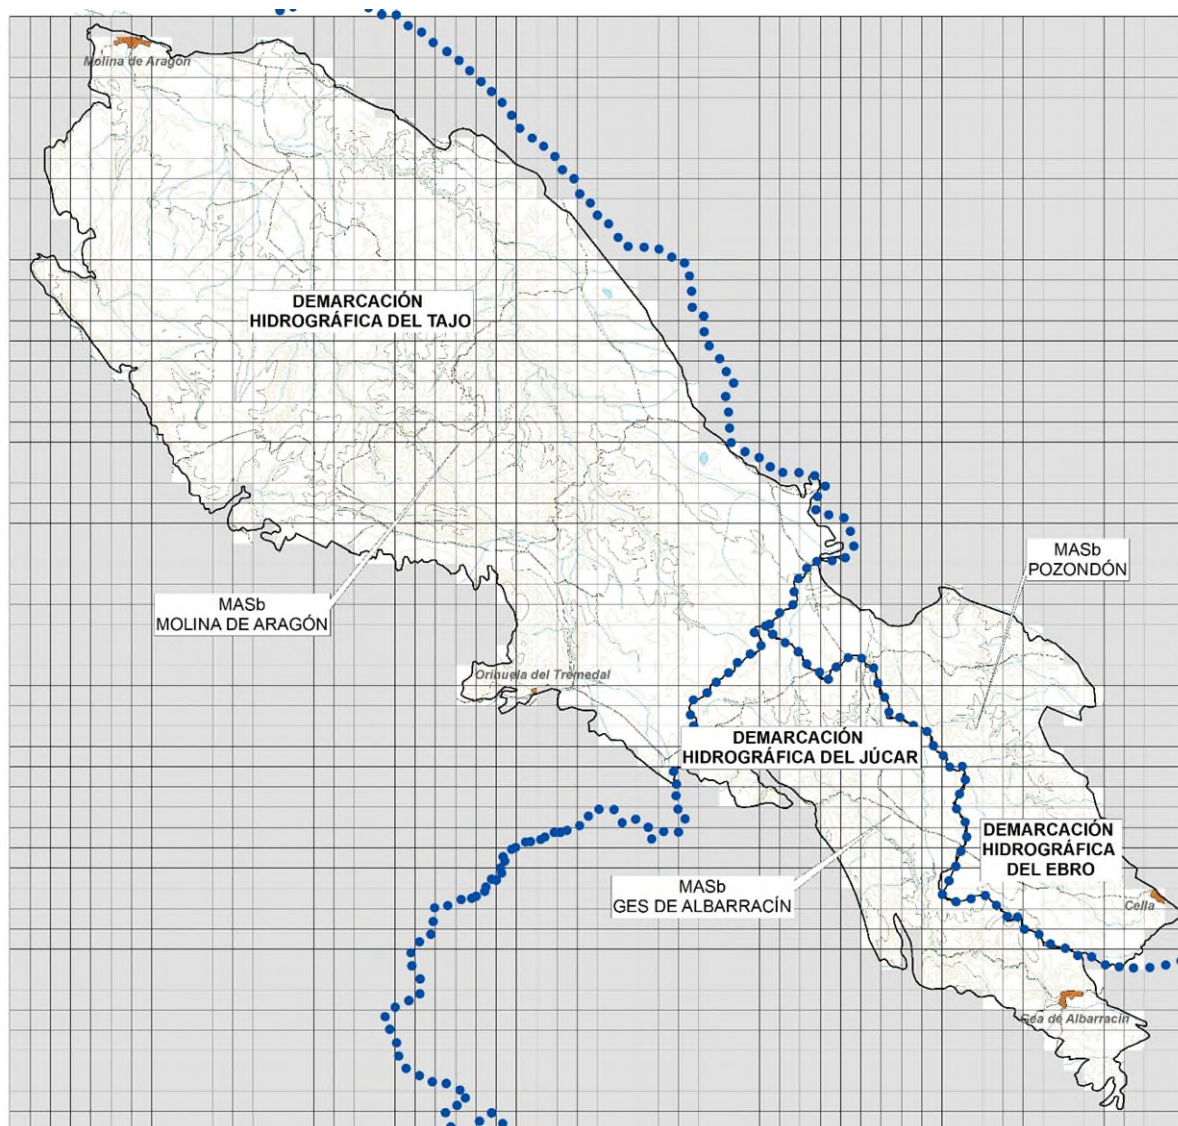 Molina de Aragón
DEMARCACIÓN
HIDROGRÁFICA DEL TAJO
MASb
POZONDÓN
MASb
MOLINA DE ARAGÓN
Orihuela del Tremedal
DEMARCACIÓN
HIDROGRÁFICA DEL JÚCAR
DEMARCACIÓN
HIDROGRÁFICA
DEL EBRO
MASb
GES DE ALBARRACÍN
Cella
Gea de Albarracín